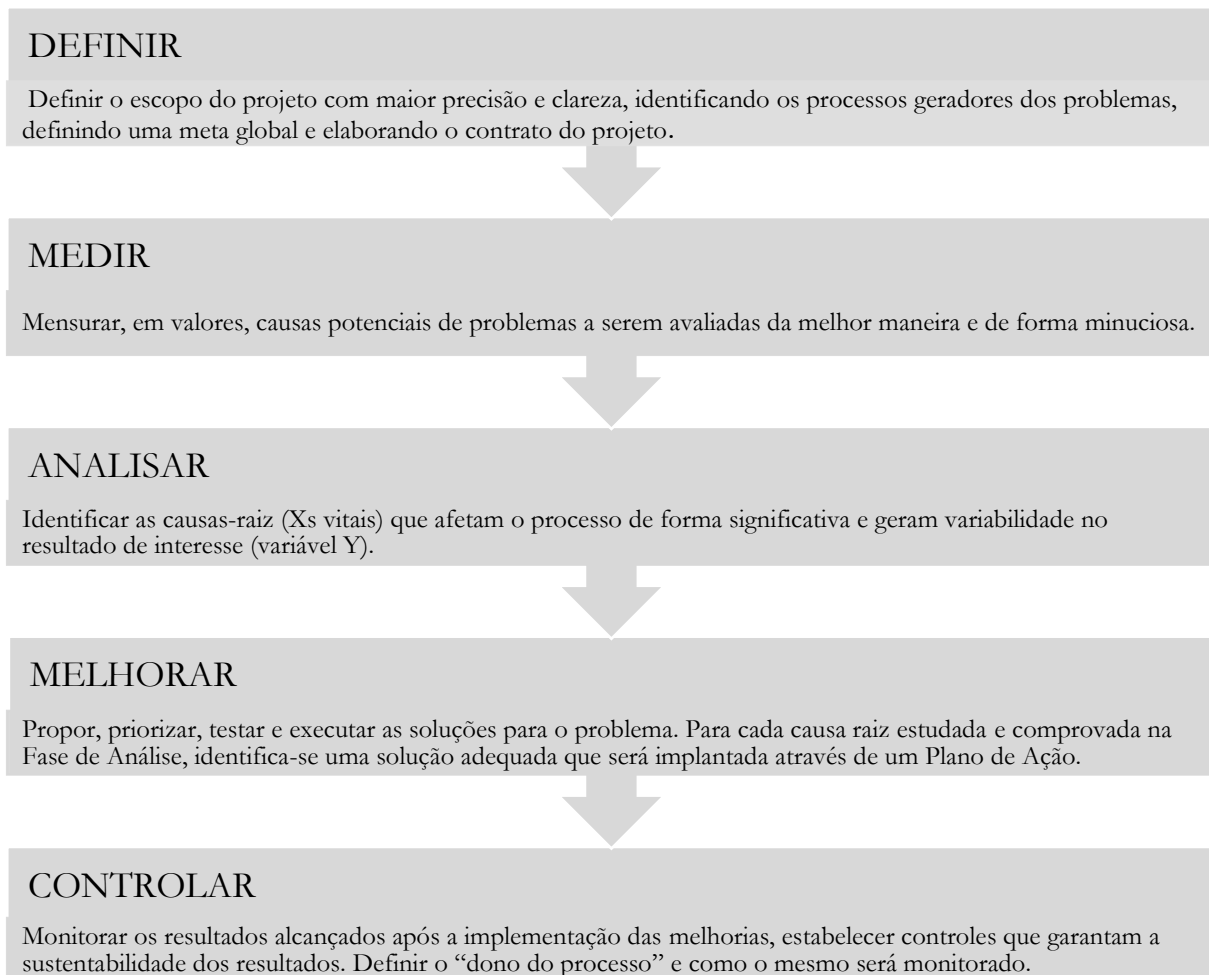 DEFINIR
Definir o escopo do projeto com maior precisão e clareza, identificando os processos geradores dos problemas,
definindo uma meta global e elaborando o contrato do projeto.
MEDIR
Mensurar, em valores, causas potenciais de problemas a serem avaliadas da melhor maneira e de forma minuciosa.
ANALISAR
Identificar as causas-raiz (Xs vitais) que afetam o processo de forma significativa e geram variabilidade no
resultado de interesse (variável Y).
MELHORAR
Propor, priorizar, testar e executar as soluções para o problema. Para cada causa raiz estudada e comprovada na
Fase de Análise, identifica-se uma solução adequada que será implantada através de um Plano de Ação.
CONTROLAR
Monitorar os resultados alcançados após a implementação das melhorias, estabelecer controles que garantam a
sustentabilidade dos resultados. Definir o “dono do processo” e como o mesmo será monitorado.